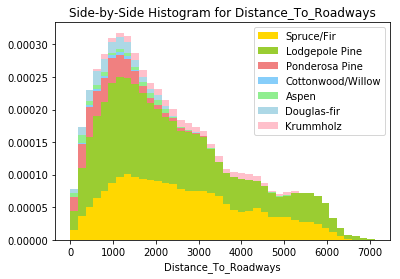 Side-by-Side Histogram for Distance_To_Roadways
0.00030
0.00025
0.00020
0.00015
0.00010
0.00005
0.00000
Spruce/Fir
Lodgepole Pine
Ponderosa Pine
Cottonwood/Willow
Aspen
Douglas-fir
Krummholz
0 1000 2000 3000 4000 5000 6000 7000
Distance_To_Roadways